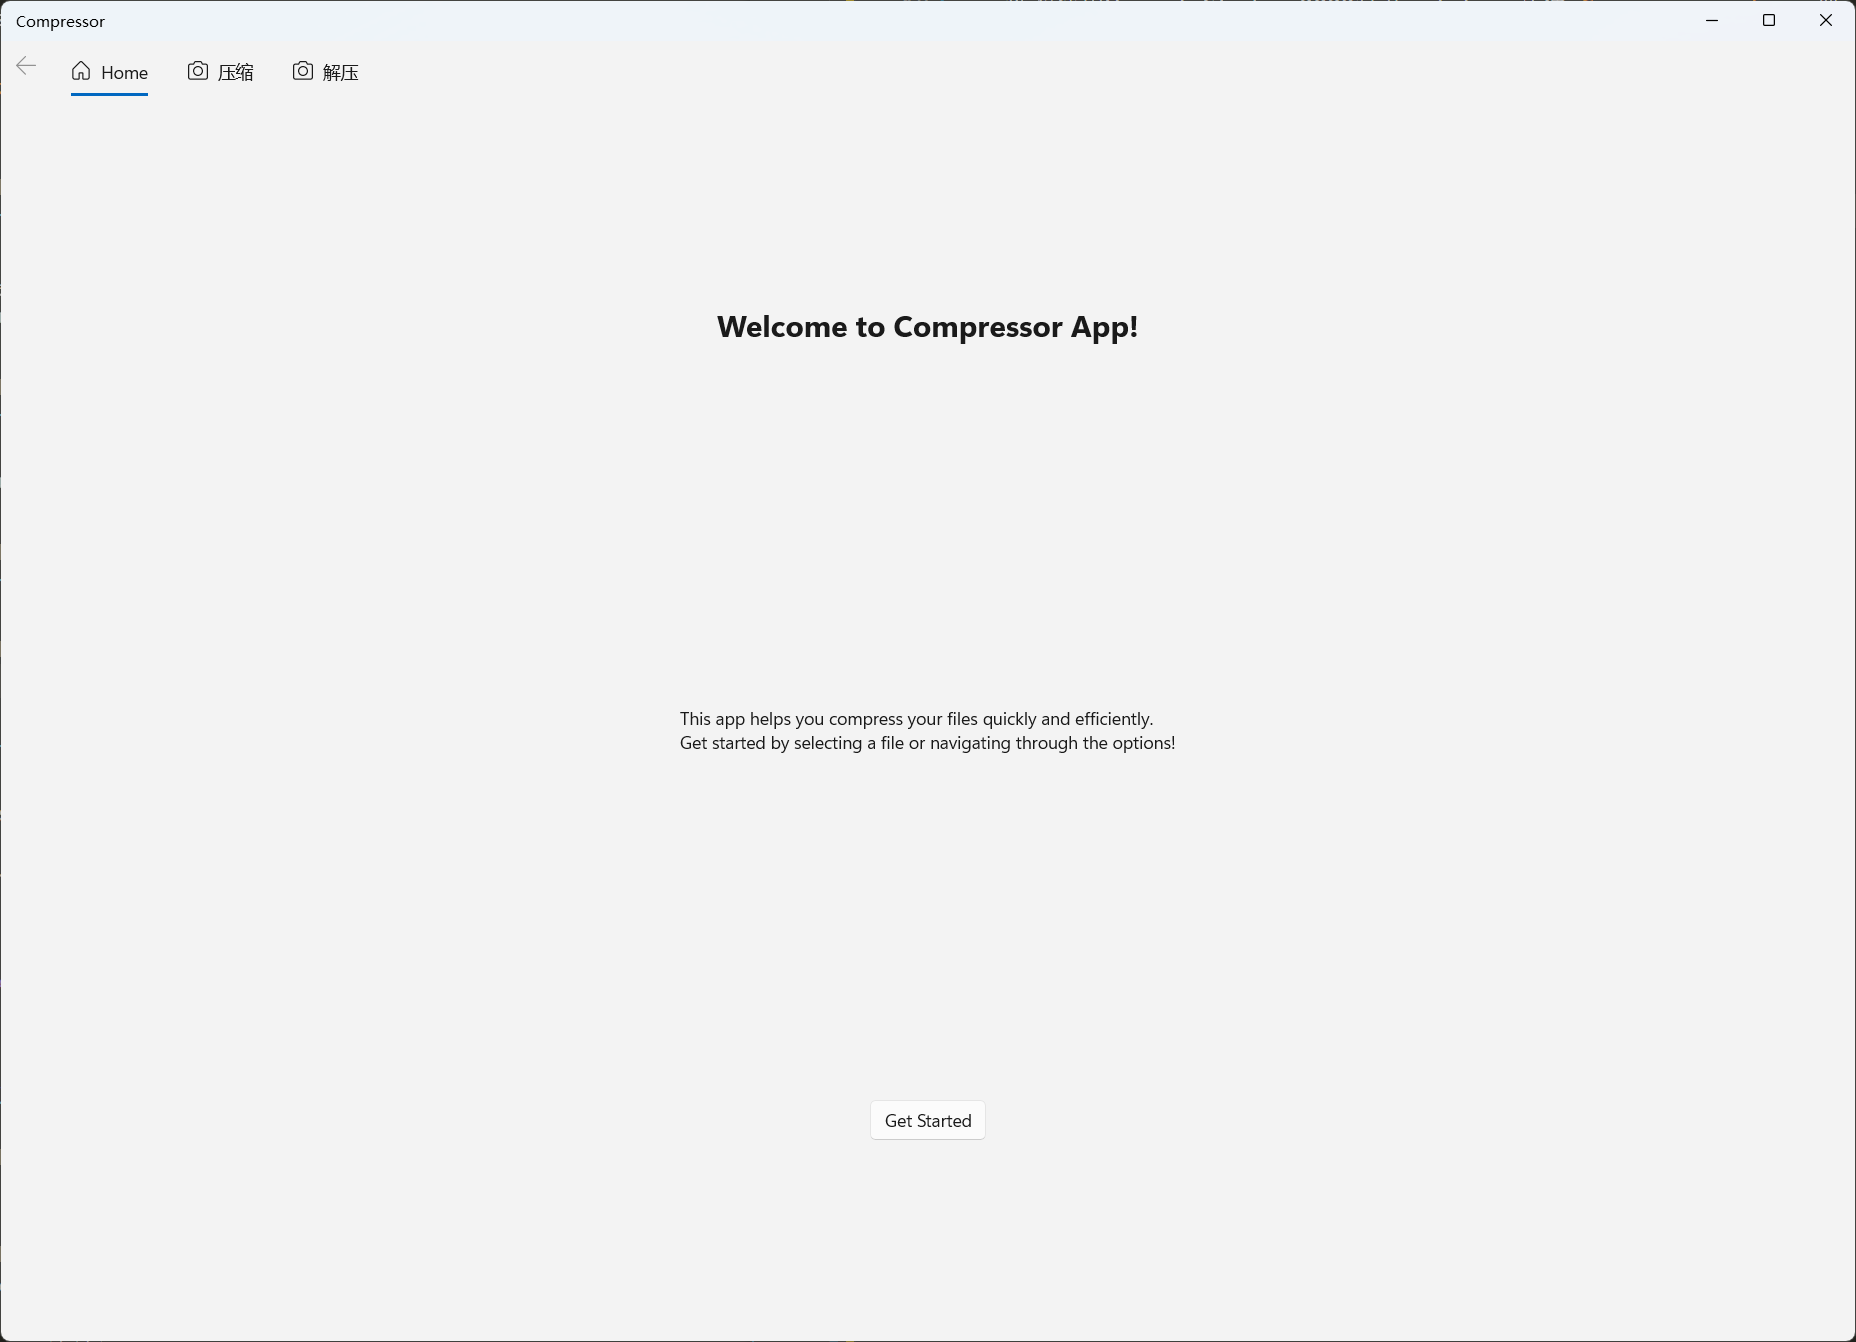 Compressor
Home
压缩
解压
Welcome to Compressor App!
This app helps you compress your files quickly and efficiently.
Get started by selecting a file or navigating through the options!
Get Started